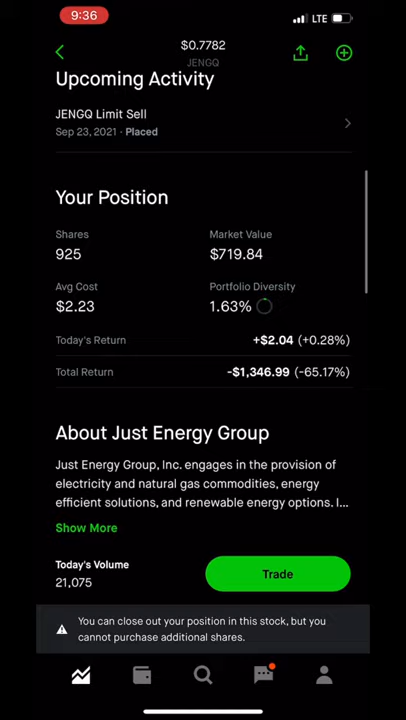 9:36
LTE
$0.7782
JENGQ
Upcoming Activity
JENGQ Limit Sell
Sep 23, 2021 · Placed
Your Position
Shares
Market Value
925
$719.84
Avg Cost
Portfolio Diversity
$2.23
1.63%
Today's Return
+$2.04 (+0.28%)
Total Return
-$1,346.99 (-65.17%)
About Just Energy Group
Just Energy Group, Inc. engages in the provision of
electricity and natural gas commodities, energy
efficient solutions, and renewable energy options. I...
Show More
Today's Volume
21,075
Trade
You can close out your position in this stock, but you
cannot purchase additional shares.